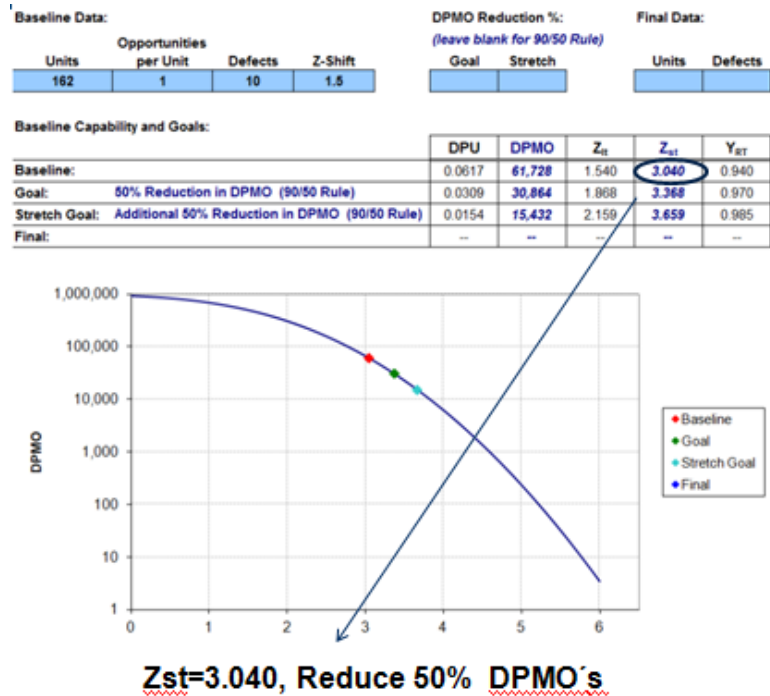 Baseline Data: DPMO Reduction %: Final Data:
(leave blank for 90/50 Rule)
Units Opportunities per Unit Defects Z-Shift Goal Stretch Units Defects
162 1 10 1.5
Baseline Capability and Goals:
DPU DPMO Zlt Zst YRT
Baseline: 0.0617 61,728 1.540 3.040 0.940
Goal: 50% Reduction in DPMO (90/50 Rule) 0.0309 30,864 1.868 3.368 0.970
Stretch Goal: Additional 50% Reduction in DPMO (90/50 Rule) 0.0154 15,432 2.159 3.659 0.985
Final: -- -- -- -- --
1,000,000
100,000
10,000
1,000
100
10
1
DPMO
0 1 2 3 4 5 6
Baseline
Goal
Stretch Goal
Final
Zst=3.040, Reduce 50% DPMO´s